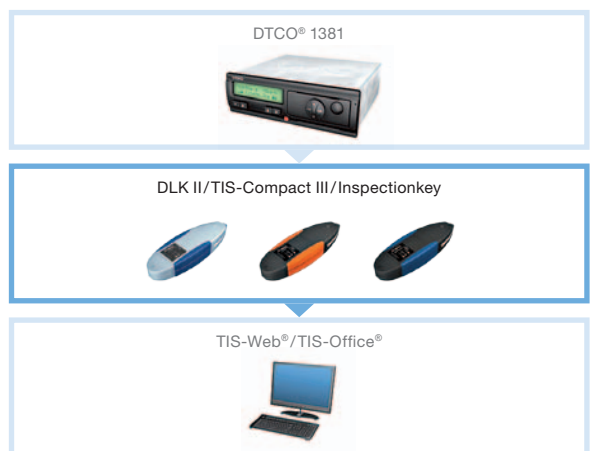 DTCO® 1381
DLK II/TIS-Compact III/Inspectionkey
TIS-Web®/TIS-Office®